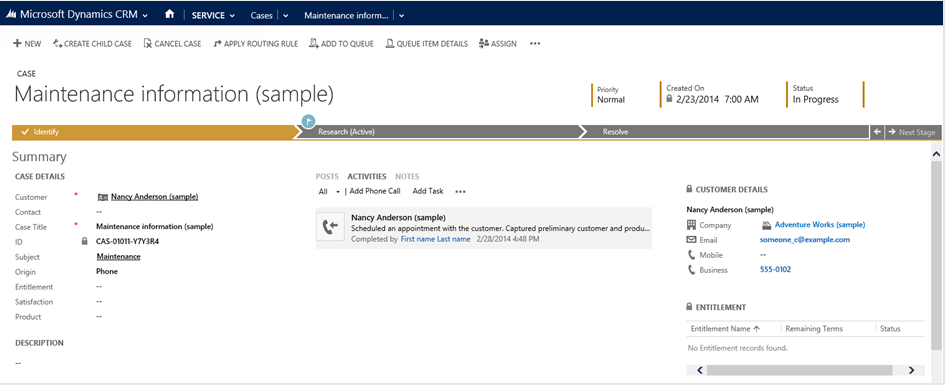 Microsoft Dynamics CRM SERVICE Cases Maintenance inform...
NEW CREATE CHILD CASE CANCEL CASE APPLY ROUTING RULE ADD TO QUEUE QUEUE ITEM DETAILS ASSIGN •••
CASE
Maintenance information (sample)
Priority
Normal
Created On
2/23/2014 7:00 AM
Status
In Progress
Identify Research (Active) Resolve Next Stage
Summary
CASE DETAILS
Customer * Nancy Anderson (sample)
Contact --
Case Title * Maintenance information (sample)
ID CAS-01011-Y7Y3R4
Subject Maintenance
Origin Phone
Entitlement --
Satisfaction --
Product --
DESCRIPTION
--
POSTS ACTIVITIES NOTES
All | Add Phone Call Add Task •••
Nancy Anderson (sample)
Scheduled an appointment with the customer. Captured preliminary customer and produ...
Completed by First name Last name 2/28/2014 4:48 PM
CUSTOMER DETAILS
Nancy Anderson (sample)
Company Adventure Works (sample)
Email someone_c@example.com
Mobile --
Business 555-0102
ENTITLEMENT
Entitlement Name Remaining Terms Status
No Entitlement records found.